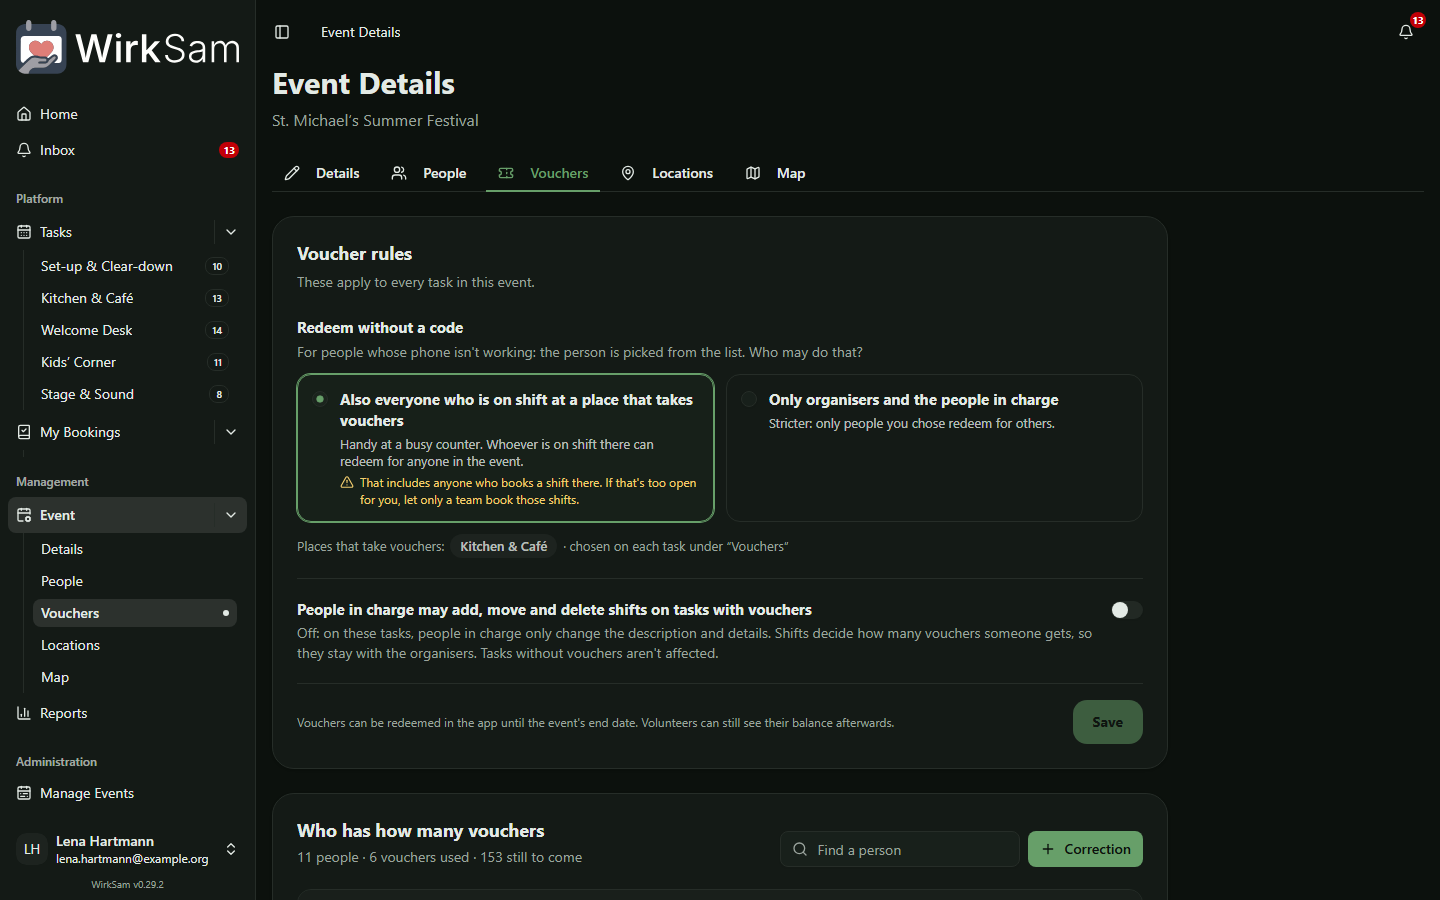 WirkSam
Home
Inbox
13
Platform
Tasks
Set-up & Clear-down
10
Kitchen & Café
13
Welcome Desk
14
Kids’ Corner
11
Stage & Sound
8
My Bookings
Management
Event
Details
People
Vouchers
Locations
Map
Reports
Administration
Manage Events
LH
Lena Hartmann
lena.hartmann@example.org
WirkSam v0.29.2
Event Details
13
Event Details
St. Michael’s Summer Festival
Details
People
Vouchers
Locations
Map
Voucher rules
These apply to every task in this event.
Redeem without a code
For people whose phone isn't working: the person is picked from the list. Who may do that?
Also everyone who is on shift at a place that takes
vouchers
Handy at a busy counter. Whoever is on shift there can
redeem for anyone in the event.
That includes anyone who books a shift there. If that's too open
for you, let only a team book those shifts.
Only organisers and the people in charge
Stricter: only people you chose redeem for others.
Places that take vouchers: Kitchen & Café · chosen on each task under “Vouchers”
People in charge may add, move and delete shifts on tasks with vouchers
Off: on these tasks, people in charge only change the description and details. Shifts decide how many vouchers someone gets, so
they stay with the organisers. Tasks without vouchers aren't affected.
Vouchers can be redeemed in the app until the event's end date. Volunteers can still see their balance afterwards.
Save
Who has how many vouchers
11 people · 6 vouchers used · 153 still to come
Find a person
Correction